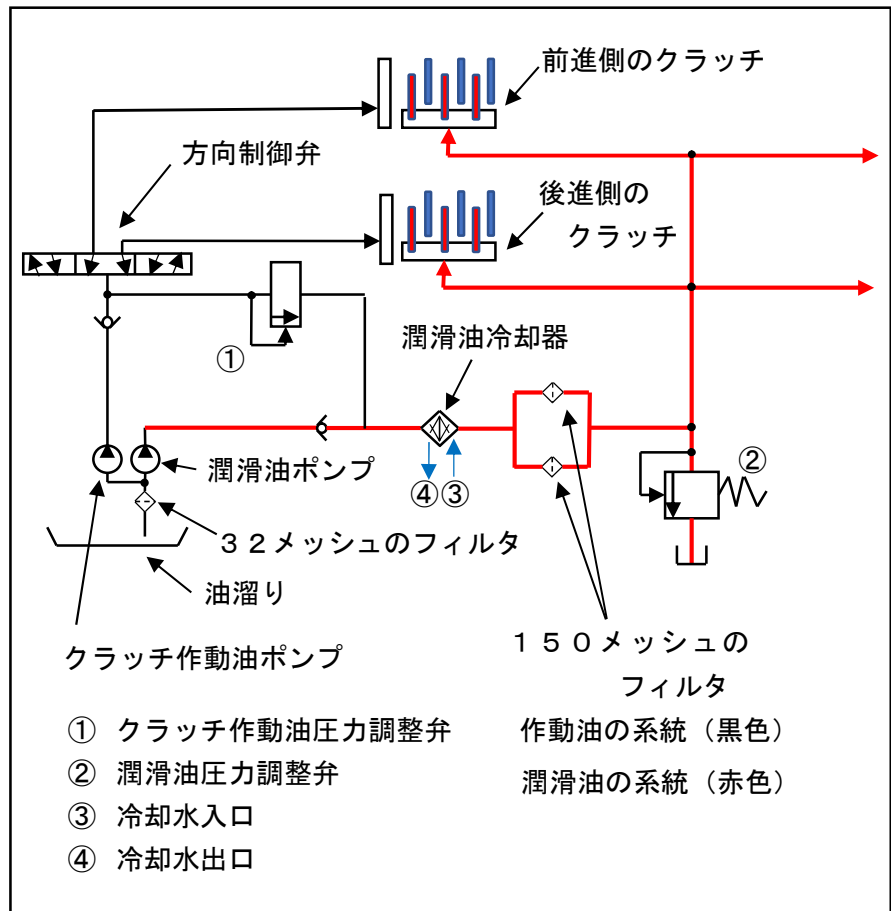 前進側のクラッチ
方向制御弁
後進側の
クラッチ
①
潤滑油冷却器
②
潤滑油ポンプ
④ ③
32メッシュのフィルタ
油溜り
クラッチ作動油ポンプ
150メッシュの
フィルタ
① クラッチ作動油圧力調整弁
② 潤滑油圧力調整弁
③ 冷却水入口
④ 冷却水出口
作動油の系統(黒色)
潤滑油の系統(赤色)